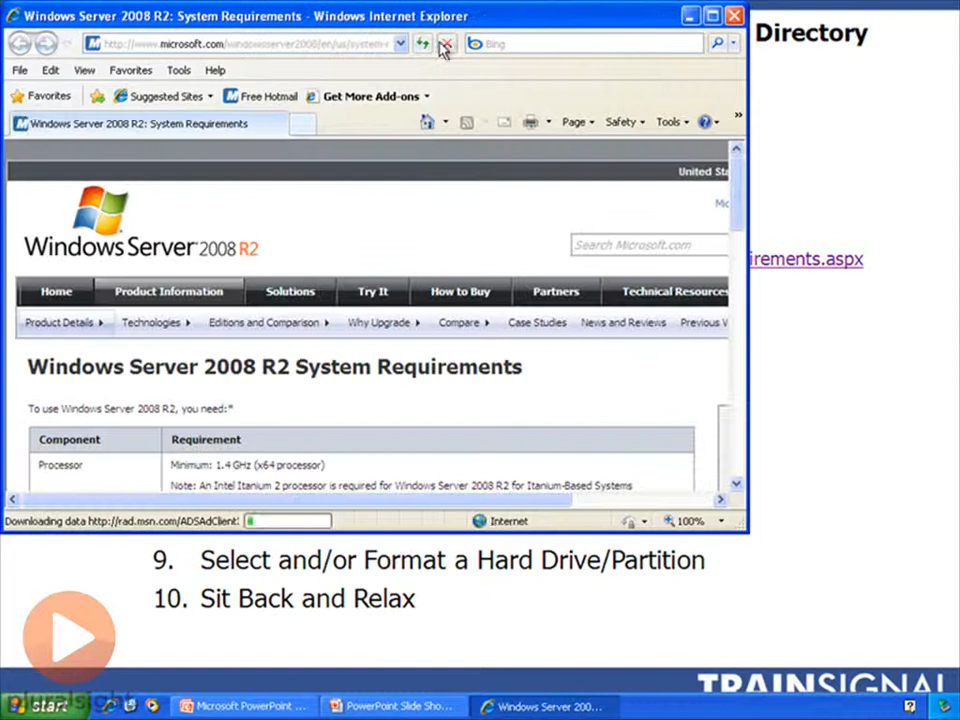 Windows Server 2008 R2: System Requirements - Windows Internet Explorer
Directory
http://www.microsoft.com/windowsserver2008/en/us/system-r
Bing
File Edit View Favorites Tools Help
Favorites Suggested Sites Free Hotmail Get More Add-ons
Windows Server 2008 R2: System Requirements
Page Safety Tools
United Sta
Mic
Windows Server 2008 R2
Search Microsoft.com
irements.aspx
Home Product Information Solutions Try It How to Buy Partners Technical Resources
Product Details Technologies Editions and Comparison Why Upgrade Compare Case Studies News and Reviews Previous V
Windows Server 2008 R2 System Requirements
To use Windows Server 2008 R2, you need:*
Component Requirement
Processor Minimum: 1.4 GHz (x64 processor)
Note: An Intel Itanium 2 processor is required for Windows Server 2008 R2 for Itanium-Based Systems
Downloading data http://rad.msn.com/ADSAdClient: Internet 100%
9. Select and/or Format a Hard Drive/Partition
10. Sit Back and Relax
TRAINSIGNAL
pluralsight
start Microsoft PowerPoint ... PowerPoint Slide Sho... Windows Server 200...